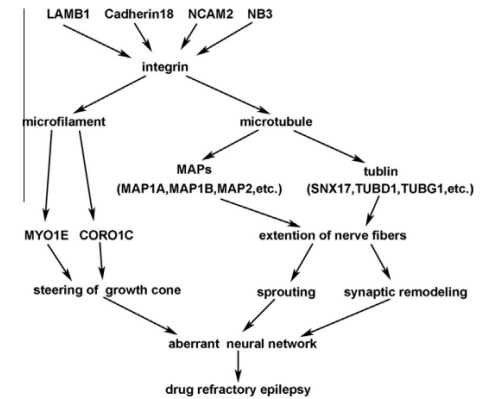 LAMB1 Cadherin18 NCAM2 NB3
integrin
microfilament microtubule
MAPs
(MAP1A,MAP1B,MAP2,etc.)
tublin
(SNX17,TUBD1,TUBG1,etc.)
MYO1E CORO1C extention of nerve fibers
steering of growth cone sprouting synaptic remodeling
aberrant neural network
drug refractory epilepsy